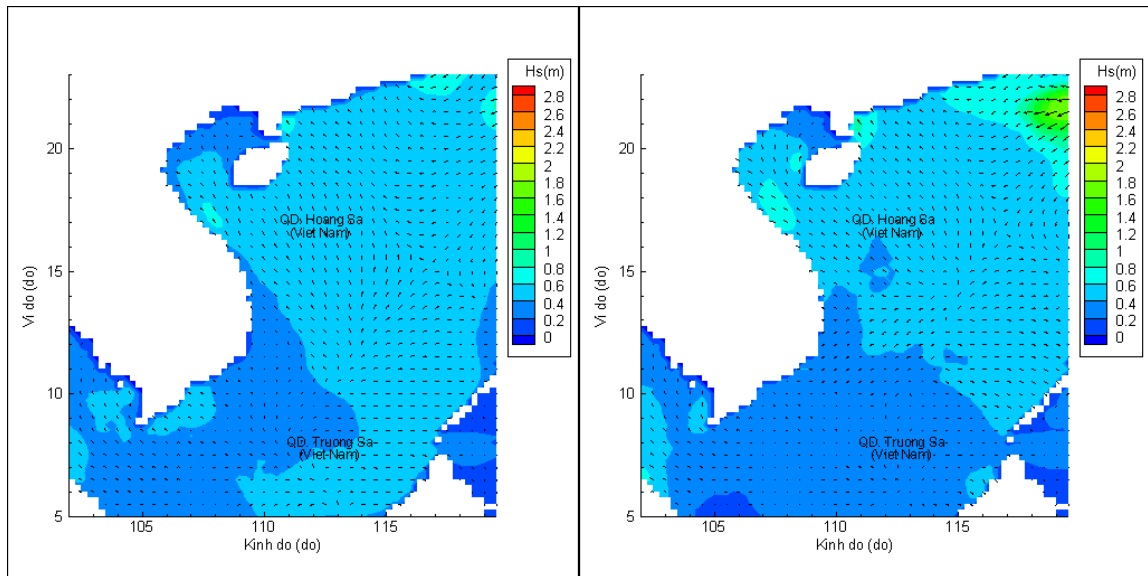 Hs(m)
2.8
2.6
2.4
2.2
2
1.8
1.6
1.4
1.2
1
0.8
0.6
0.4
0.2
0
Vi do (do)
20
15
10
5
QD. Hoang Sa
(Viet Nam)
QD. Truong Sa
(Viet Nam)
105 110 115
Kinh do (do)
Hs(m)
2.8
2.6
2.4
2.2
2
1.8
1.6
1.4
1.2
1
0.8
0.6
0.4
0.2
0
Vi do (do)
20
15
10
5
QD. Hoang Sa
(Viet Nam)
QD. Truong Sa
(Viet Nam)
105 110 115
Kinh do (do)